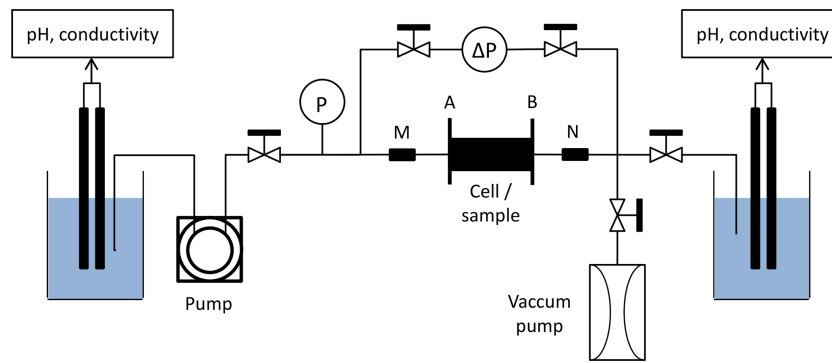 pH, conductivity
pH, conductivity
ΔP
P
A
B
M
N
Cell /
sample
Pump
Vaccum
pump